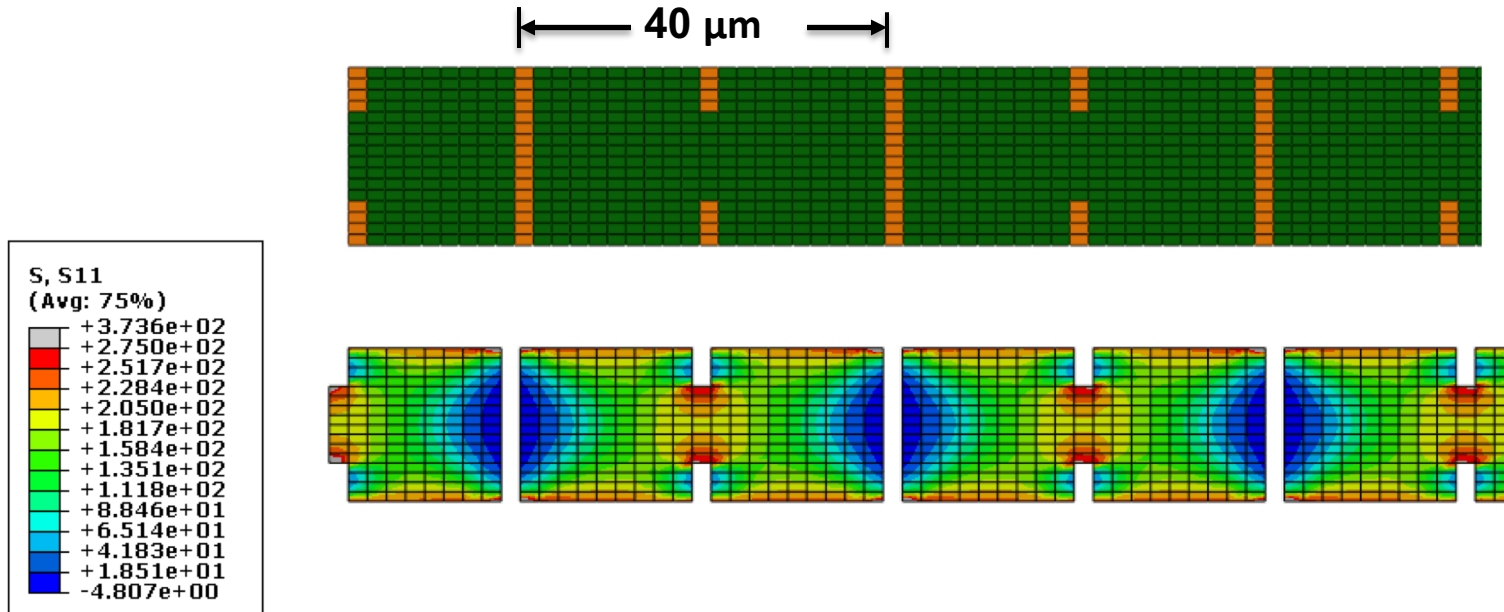 40 µm
S, S11
(Avg: 75%)
+3.736e+02
+2.750e+02
+2.517e+02
+2.284e+02
+2.050e+02
+1.817e+02
+1.584e+02
+1.351e+02
+1.118e+02
+8.846e+01
+6.514e+01
+4.183e+01
+1.851e+01
-4.807e+00